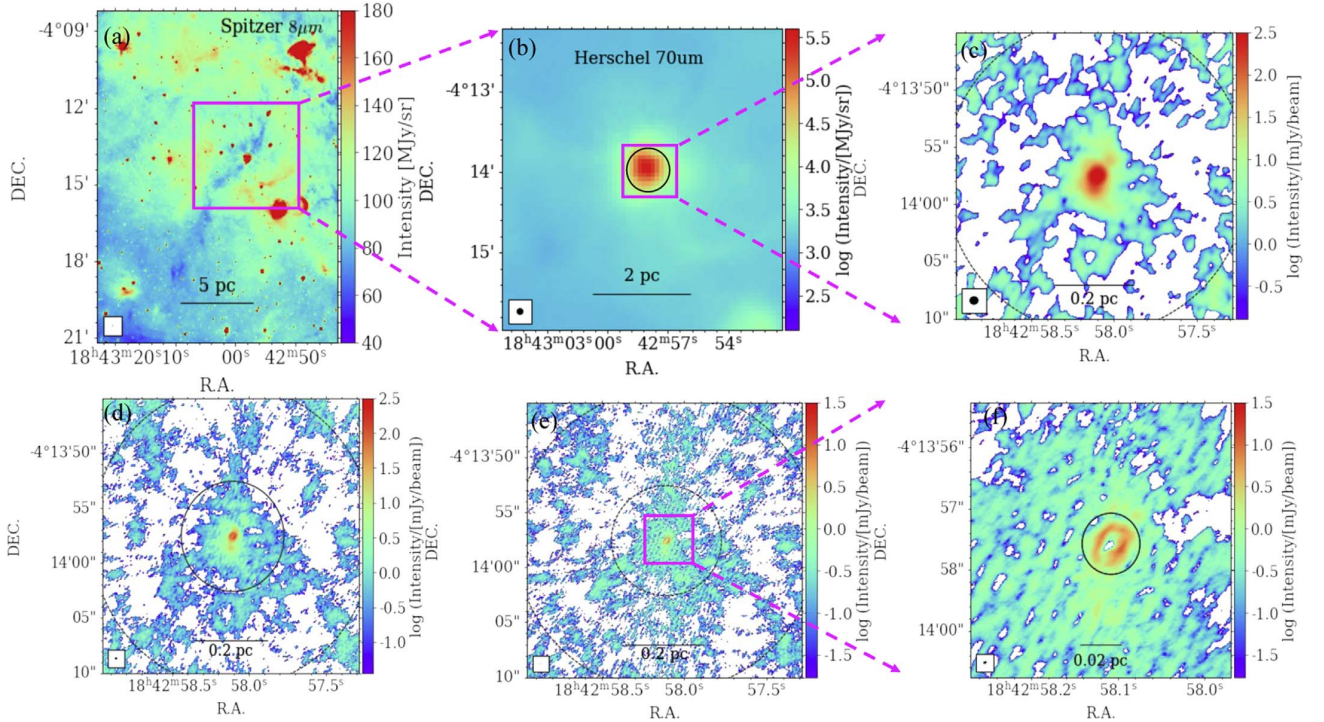 (a)
Spitzer 8μm
-4°09'
12'
15'
18'
21'
5 pc
18ʰ43ᵐ20ˢ10ˢ 00ˢ 42ᵐ50ˢ
R.A.
DEC.
180
160
140
120
100
80
60
40
Intensity [MJy/sr]
(b)
Herschel 70um
-4°13'
14'
15'
2 pc
18ʰ43ᵐ03ˢ00ˢ 42ᵐ57ˢ 54ˢ
R.A.
DEC.
5.5
5.0
4.5
4.0
3.5
3.0
2.5
log (Intensity/[MJy/sr])
(c)
-4°13'50"
55"
14'00"
05"
10"
0.2 pc
18ʰ42ᵐ58.5ˢ 58.0ˢ 57.5ˢ
R.A.
DEC.
2.5
2.0
1.5
1.0
0.5
0.0
-0.5
log (Intensity/[mJy/beam]
(d)
-4°13'50"
55"
14'00"
05"
10"
0.2 pc
18ʰ42ᵐ58.5ˢ 58.0ˢ 57.5ˢ
R.A.
DEC.
2.5
2.0
1.5
1.0
0.5
0.0
-0.5
-1.0
log (Intensity/[mJy/beam])
(e)
-4°13'50"
55"
14'00"
05"
10"
0.2 pc
18ʰ42ᵐ58.5ˢ 58.0ˢ 57.5ˢ
R.A.
DEC.
1.5
1.0
0.5
0.0
-0.5
-1.0
-1.5
log (Intensity/[mJy/beam])
(f)
-4°13'56"
57"
58"
14'00"
0.02 pc
18ʰ42ᵐ58.2ˢ 58.1ˢ 58.0ˢ
R.A.
DEC.
1.5
1.0
0.5
0.0
-0.5
-1.0
-1.5
log (Intensity/[mJy/beam])